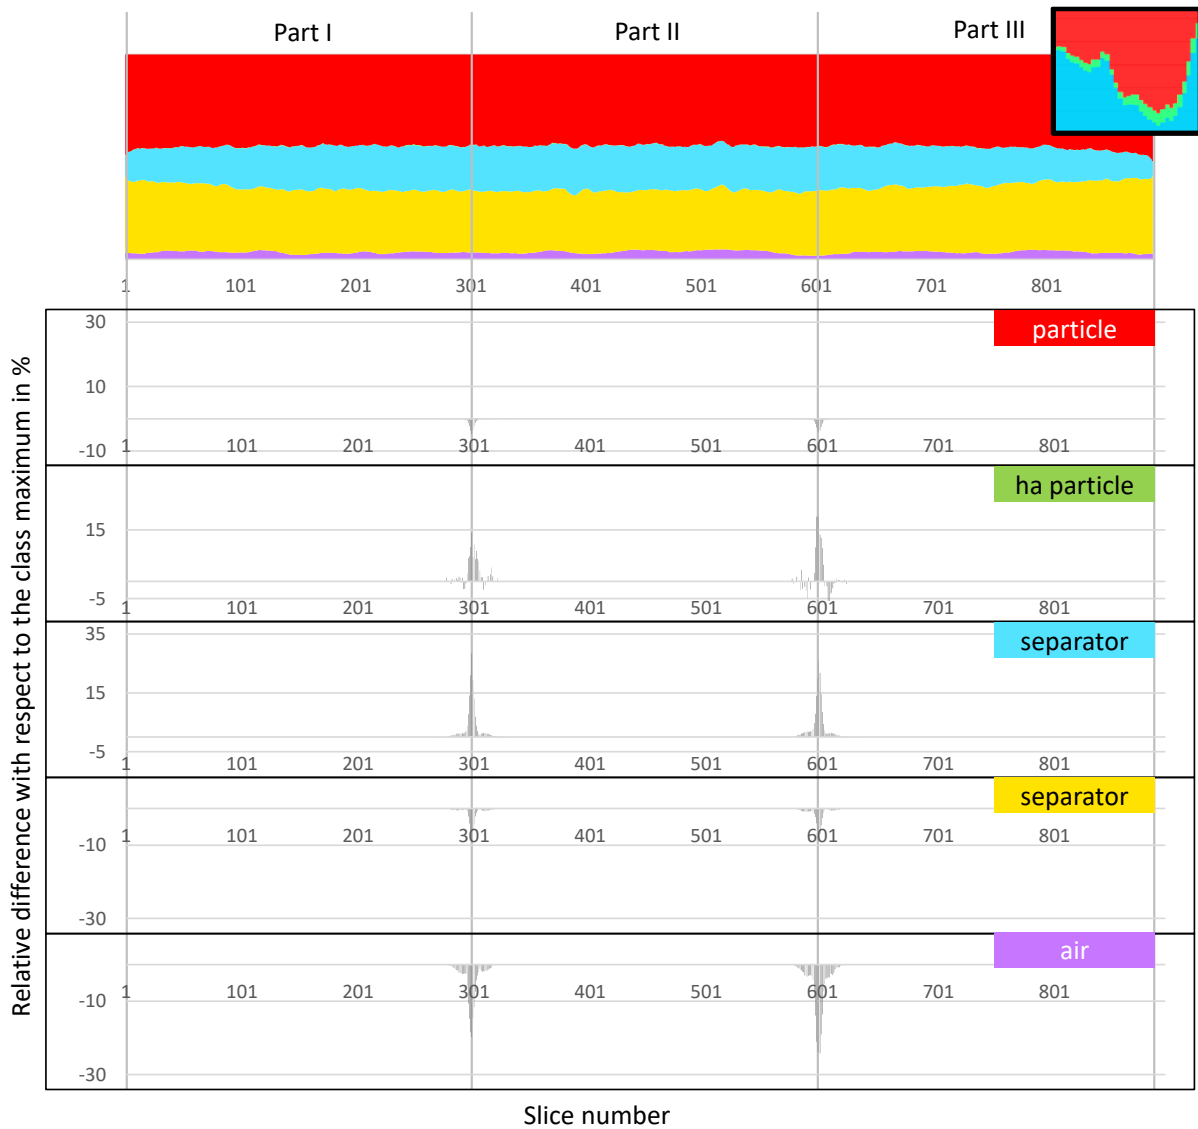 Part I Part II Part III
1 101 201 301 401 501 601 701 801
Relative difference with respect to the class maximum in %
particle
30
10
-10
1 101 201 301 401 501 601 701 801
ha particle
15
-5
1 101 201 301 401 501 601 701 801
separator
35
15
-5
1 101 201 301 401 501 601 701 801
separator
1 101 201 301 401 501 601 701 801
-10
-30
air
1 101 201 301 401 501 601 701 801
-10
-30
Slice number